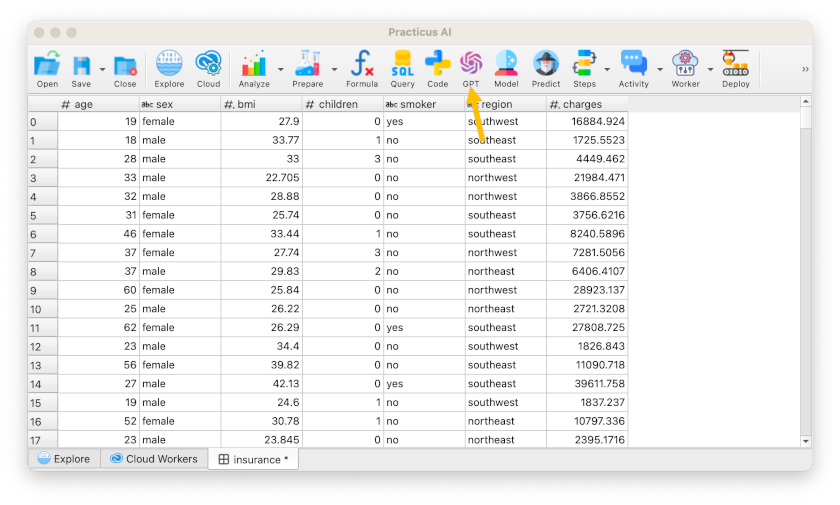 Practicus AI
Open Save Close Explore Cloud Analyze Prepare Formula Query Code GPT Model Predict Steps Activity Worker Deploy
SQL
# age abc sex #. bmi # children abc smoker region #. charges
0 19 female 27.9 0 yes southwest 16884.924
1 18 male 33.77 1 no southeast 1725.5523
2 28 male 33 3 no southeast 4449.462
3 33 male 22.705 0 no northwest 21984.471
4 32 male 28.88 0 no northwest 3866.8552
5 31 female 25.74 0 no southeast 3756.6216
6 46 female 33.44 1 no southeast 8240.5896
7 37 female 27.74 3 no northwest 7281.5056
8 37 male 29.83 2 no northeast 6406.4107
9 60 female 25.84 0 no northwest 28923.137
10 25 male 26.22 0 no northeast 2721.3208
11 62 female 26.29 0 yes southeast 27808.725
12 23 male 34.4 0 no southwest 1826.843
13 56 female 39.82 0 no southeast 11090.718
14 27 male 42.13 0 yes southeast 39611.758
15 19 male 24.6 1 no southwest 1837.237
16 52 female 30.78 1 no northeast 10797.336
17 23 male 23.845 0 no northeast 2395.1716
Explore Cloud Workers insurance *